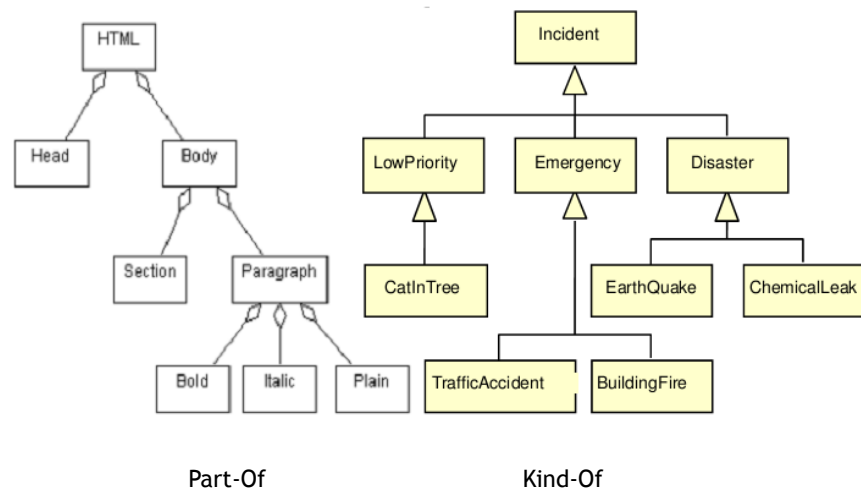 HTML
Head
Body
Section
Paragraph
Bold
Italic
Plain
Part-Of
Incident
LowPriority
Emergency
Disaster
CatInTree
EarthQuake
ChemicalLeak
TrafficAccident
BuildingFire
Kind-Of